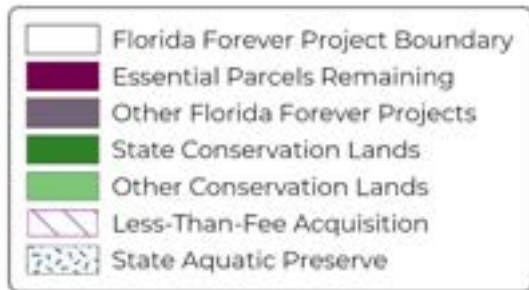 Florida Forever Project Boundary
Essential Parcels Remaining
Other Florida Forever Projects
State Conservation Lands
Other Conservation Lands
Less-Than-Fee Acquisition
State Aquatic Preserve